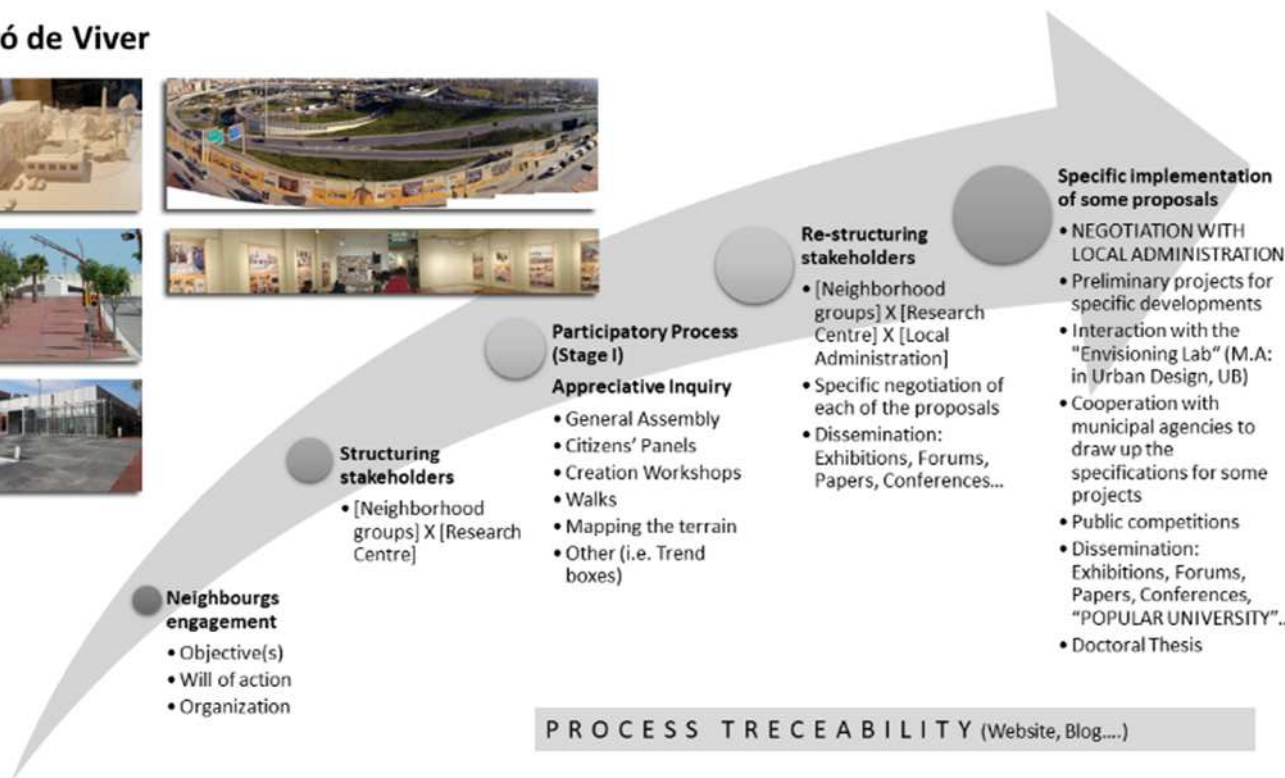 ó de Viver
Neighbourgs
engagement
• Objective(s)
• Will of action
• Organization
Structuring
stakeholders
• [Neighborhood
groups] X [Research
Centre]
Participatory Process
(Stage I)
Appreciative Inquiry
• General Assembly
• Citizens’ Panels
• Creation Workshops
• Walks
• Mapping the terrain
• Other (i.e. Trend
boxes)
Re-structuring
stakeholders
• [Neighborhood
groups] X [Research
Centre] X [Local
Administration]
• Specific negotiation of
each of the proposals
• Dissemination:
Exhibitions, Forums,
Papers, Conferences...
Specific implementation
of some proposals
• NEGOTIATION WITH
LOCAL ADMINISTRATION
• Preliminary projects for
specific developments
• Interaction with the
"Envisioning Lab“ (M.A:
in Urban Design, UB)
• Cooperation with
municipal agencies to
draw up the
specifications for some
projects
• Public competitions
• Dissemination:
Exhibitions, Forums,
Papers, Conferences,
“POPULAR UNIVERSITY”..
• Doctoral Thesis
PROCESS TRECEABILITY (Website, Blog....)